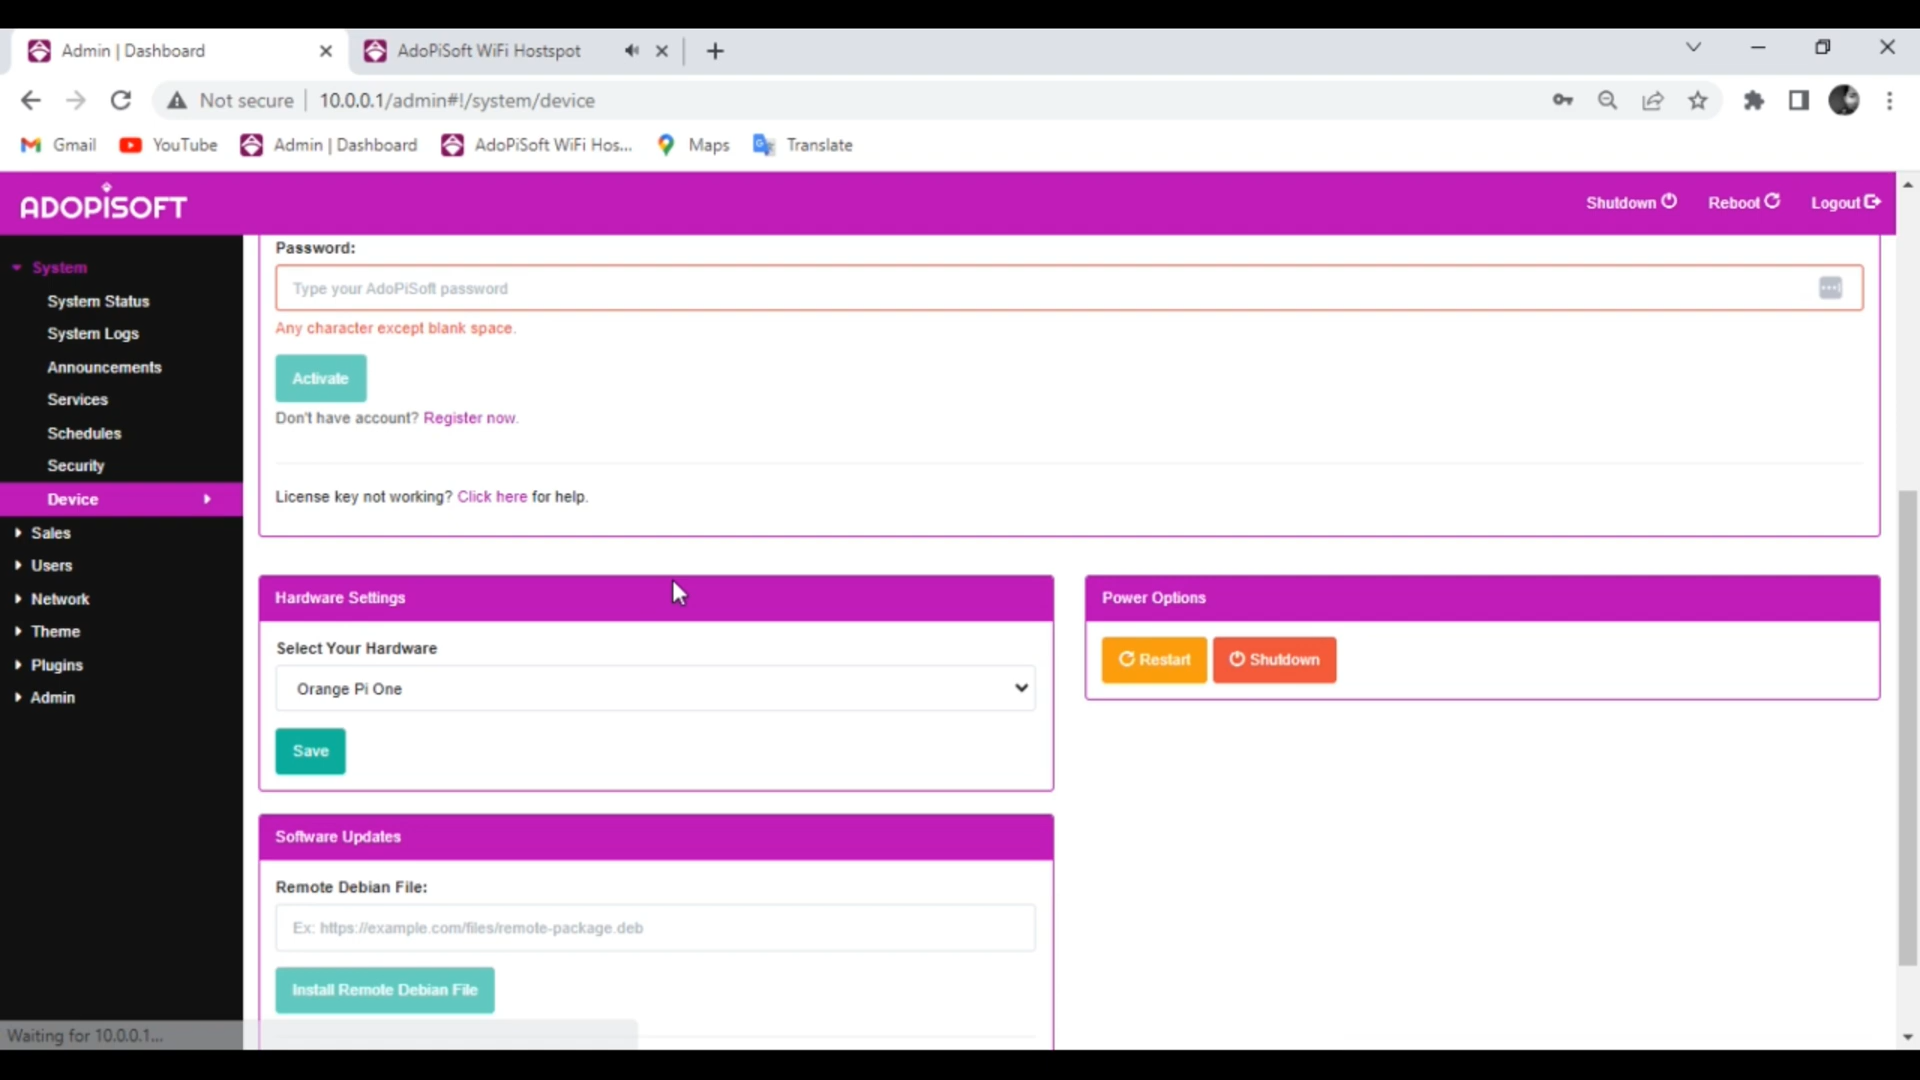 Admin | Dashboard
AdoPiSoft WiFi Hostspot
Not secure
10.0.0.1/admin#!/system/device
Gmail
YouTube
Admin | Dashboard
AdoPiSoft WiFi Hos...
Maps
Translate
ADOPISOFT
Shutdown
Reboot
Logout
System
System Status
System Logs
Announcements
Services
Schedules
Security
Device
Sales
Users
Network
Theme
Plugins
Admin
Password:
Type your AdoPiSoft password
Any character except blank space.
Activate
Don't have account? Register now.
License key not working? Click here for help.
Hardware Settings
Select Your Hardware
Orange Pi One
Save
Power Options
Restart
Shutdown
Software Updates
Remote Debian File:
Ex: https://example.com/files/remote-package.deb
Install Remote Debian File
Waiting for 10.0.0.1...